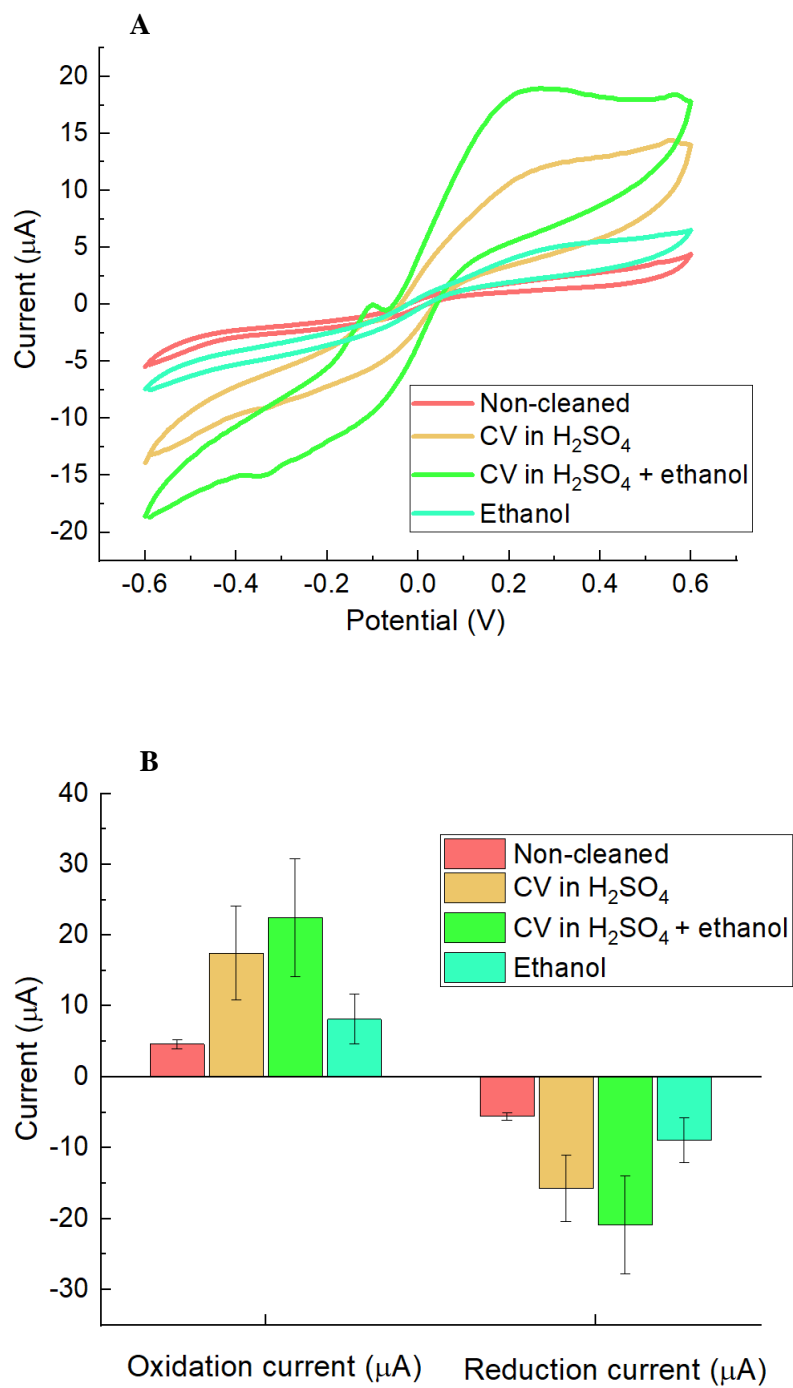 A
20
15
10
5
0
-5
-10
-15
-20
Current (μA)
Non-cleaned
CV in H₂SO₄
CV in H₂SO₄ + ethanol
Ethanol
-0.6 -0.4 -0.2 0.0 0.2 0.4 0.6
Potential (V)
B
40
30
20
10
0
-10
-20
-30
Current (μA)
Non-cleaned
CV in H₂SO₄
CV in H₂SO₄ + ethanol
Ethanol
Oxidation current (μA) Reduction current (μA)